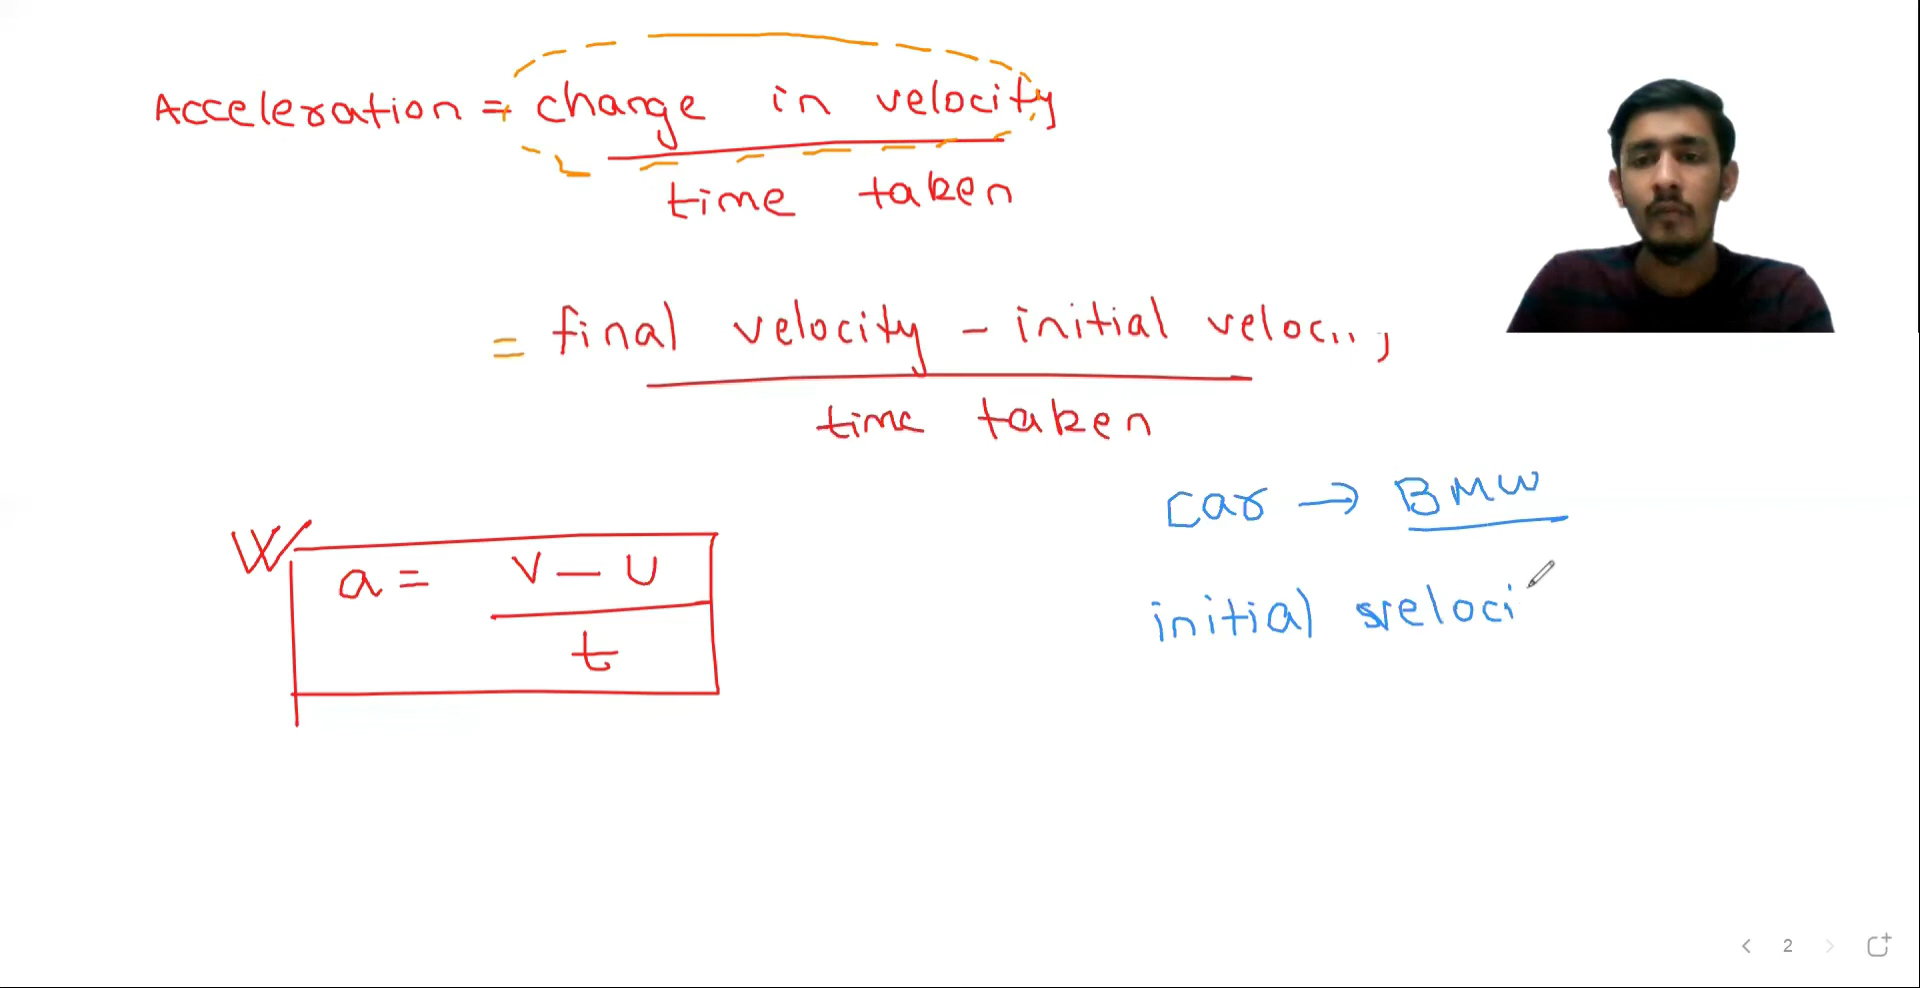 Acceleration = change in velocity
time taken
= final velocity - initial veloc
time taken
car → BMW
a = v - u
t
initial veloci
2